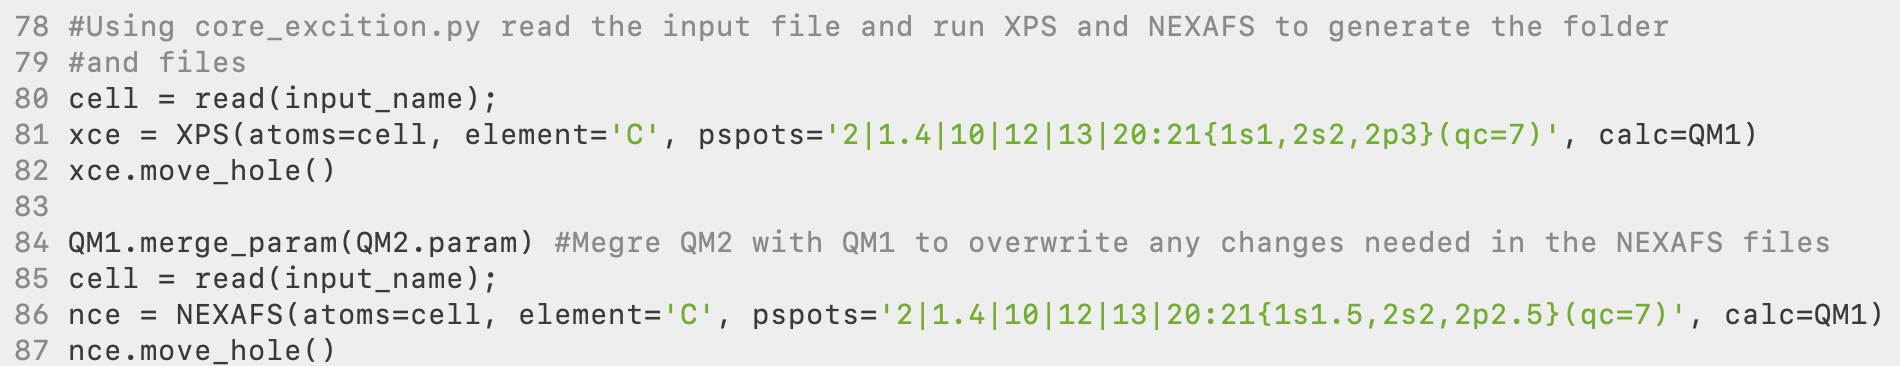 78 #Using core_excition.py read the input file and run XPS and NEXAFS to generate the folder
79 #and files
80 cell = read(input_name);
81 xce = XPS(atoms=cell, element='C', pspots='2|1.4|10|12|13|20:21{1s1,2s2,2p3}(qc=7)', calc=QM1)
82 xce.move_hole()
83
84 QM1.merge_param(QM2.param) #Megre QM2 with QM1 to overwrite any changes needed in the NEXAFS files
85 cell = read(input_name);
86 nce = NEXAFS(atoms=cell, element='C', pspots='2|1.4|10|12|13|20:21{1s1.5,2s2,2p2.5}(qc=7)', calc=QM1)
87 nce.move_hole()